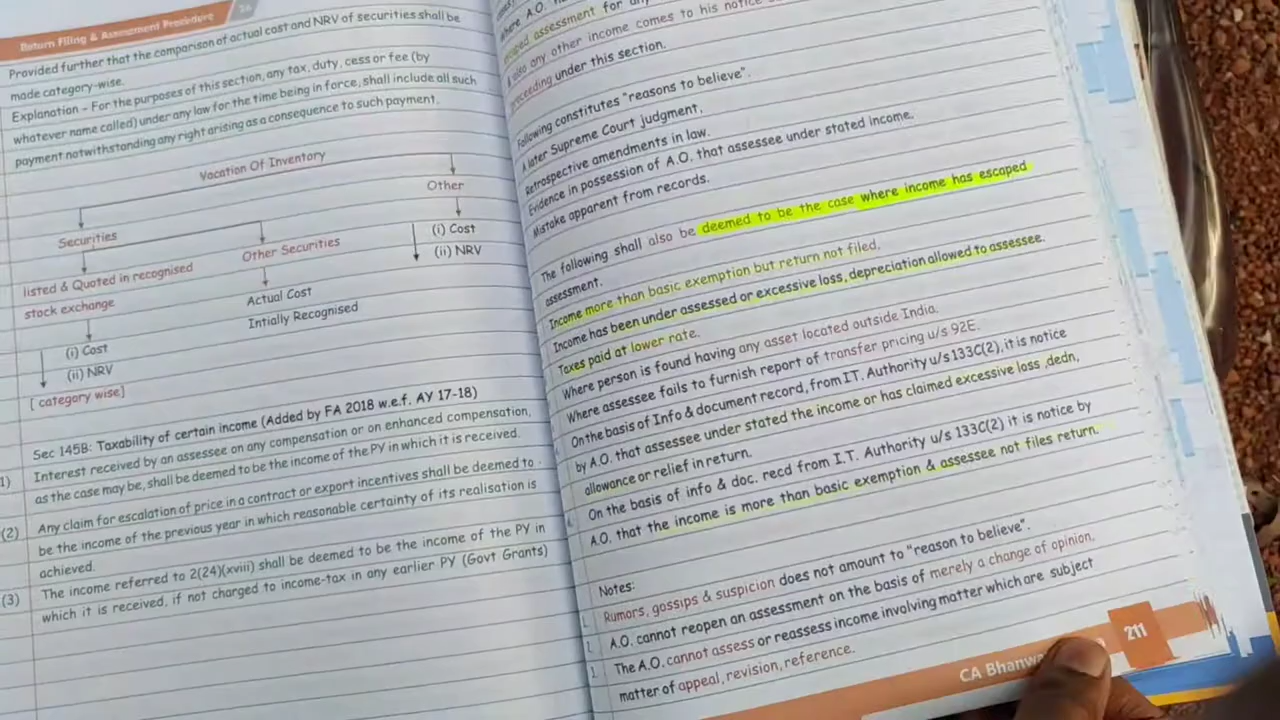 Return Filing & Assessment Procedure
Provided further that the comparison of actual cost and NRV of securities shall be
made category-wise.
Explanation - For the purposes of this section, any tax, duty, cess or fee (by
whatever name called) under any law for the time being in force, shall include all such
payment notwithstanding any right arising as a consequence to such payment.
Vacation Of Inventory
Other
Securities
(i) Cost
(ii) NRV
Other Securities
listed & Quoted in recognised
stock exchange
Actual Cost
Intially Recognised
(i) Cost
(ii) NRV
[ category wise]
Sec 145B: Taxability of certain income (Added by FA 2018 w.e.f. AY 17-18)
1) Interest received by an assessee on any compensation or on enhanced compensation,
as the case may be, shall be deemed to be the income of the PY in which it is received.
(2) Any claim for escalation of price in a contract or export incentives shall be deemed to
be the income of the previous year in which reasonable certainty of its realisation is
achieved.
(3) The income referred to 2(24)(xviii) shall be deemed to be the income of the PY in
which it is received, if not charged to income-tax in any earlier PY (Govt Grants)
Where A.O.
assessment for
any other income comes to his notice
proceeding under this section.
Following constitutes "reasons to believe".
A later Supreme Court judgment.
Retrospective amendments in law.
Evidence in possession of A.O. that assessee under stated income.
Mistake apparent from records.
The following shall also be deemed to be the case where income has escaped
assessment.
Income more than basic exemption but return not filed.
Income has been under assessed or excessive loss, depreciation allowed to assessee.
Taxes paid at lower rate.
Where person is found having any asset located outside India.
Where assessee fails to furnish report of transfer pricing u/s 92E.
On the basis of Info & document record, from IT. Authority u/s 133C(2), it is notice
by A.O. that assessee under stated the income or has claimed excessive loss ,dedn,
allowance or relief in return.
On the basis of info & doc. recd from I.T. Authority u/s 133C(2) it is notice by
A.O. that the income is more than basic exemption & assessee not files return.
Notes:
Rumors, gossips & suspicion does not amount to "reason to believe".
A.O. cannot reopen an assessment on the basis of merely a change of opinion,
The A.O. cannot assess or reassess income involving matter which are subject
matter of appeal, revision, reference.
CA Bhanwa
211